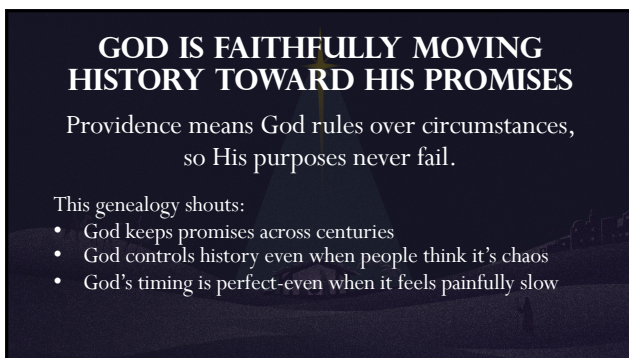 GOD IS FAITHFULLY MOVING
HISTORY TOWARD HIS PROMISES
Providence means God rules over circumstances,
so His purposes never fail.
This genealogy shouts:
• God keeps promises across centuries
• God controls history even when people think it's chaos
• God's timing is perfect-even when it feels painfully slow